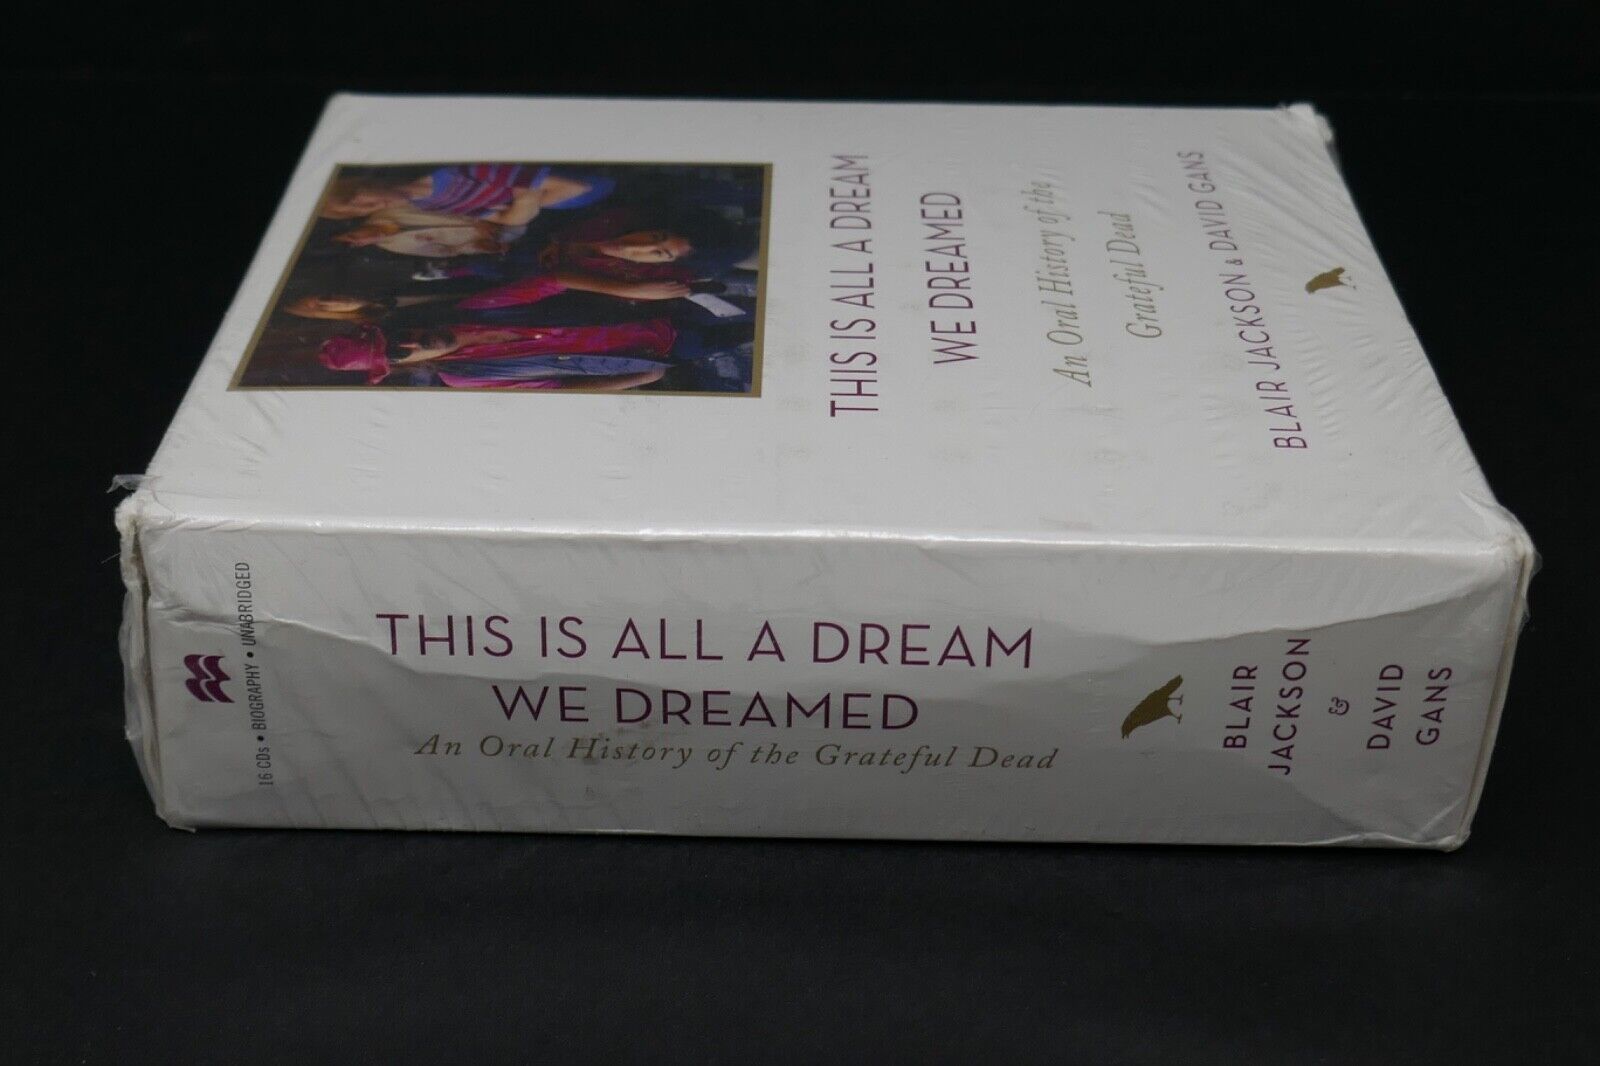 THIS IS ALL A DREAM
WE DREAMED
An Oral History of the
Grateful Dead
BLAIR JACKSON & DAVID GANS
16 CDs • BIOGRAPHY • UNABRIDGED
THIS IS ALL A DREAM
WE DREAMED
An Oral History of the Grateful Dead
BLAIR
JACKSON
&
DAVID
GANS